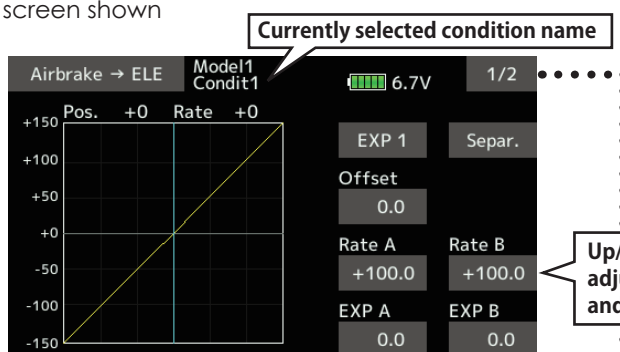 screen shown
Currently selected condition name
Airbrake → ELE
Model1
Condit1
6.7V
1/2
Pos. +0 Rate +0
+150
+100
+50
+0
-50
-100
-150
EXP 1
Separ.
Offset
0.0
Rate A
Rate B
+100.0
+100.0
EXP A
EXP B
0.0
0.0
Up/
and